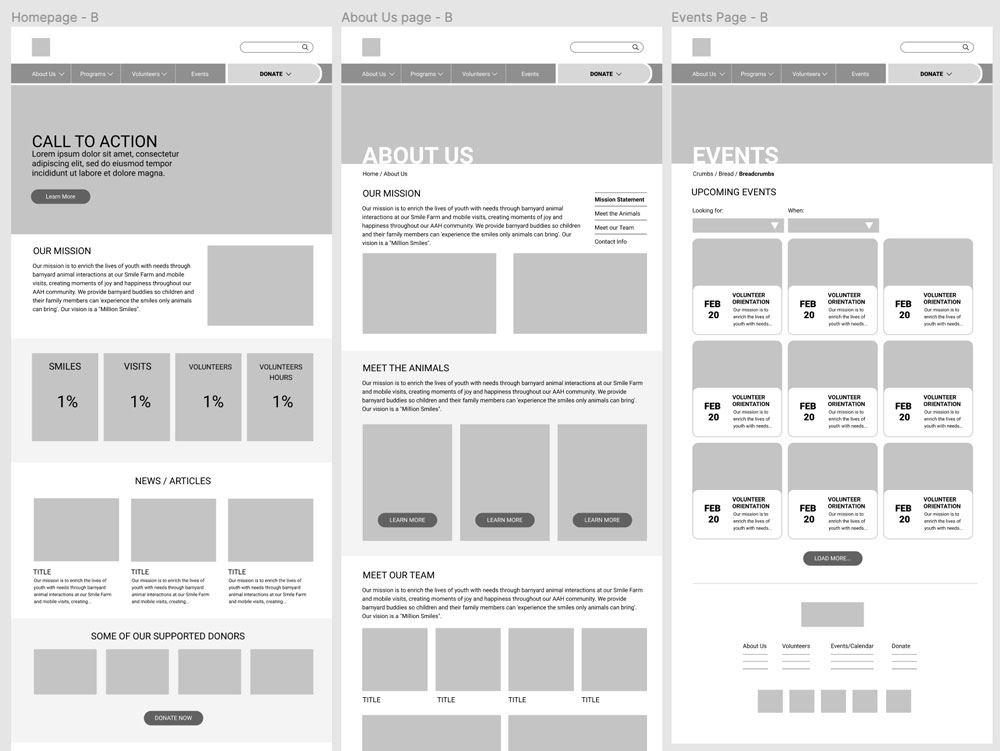 Homepage - B
About Us
Programs
Volunteers
Events
DONATE
CALL TO ACTION
Lorem ipsum dolor sit amet, consectetur
adipiscing elit, sed do eiusmod tempor
incididunt ut labore et dolore magna.
Learn More
OUR MISSION
Our mission is to enrich the lives of youth with needs through
barnyard animal interactions at our Smile Farm and mobile
visits, creating moments of joy and happiness throughout our
AAH community. We provide barnyard buddies so children and
their family members can 'experience the smiles only animals
can bring'. Our vision is a "Million Smiles".
SMILES
1%
VISITS
1%
VOLUNTEERS
1%
VOLUNTEERS
HOURS
1%
NEWS / ARTICLES
TITLE
Our mission is to enrich the lives of
youth with needs through barnyard
animal interactions at our Smile Farm
and mobile visits, creating...
TITLE
Our mission is to enrich the lives of
youth with needs through barnyard
animal interactions at our Smile Farm
and mobile visits, creating...
TITLE
Our mission is to enrich the lives of
youth with needs through barnyard
animal interactions at our Smile Farm
and mobile visits, creating...
SOME OF OUR SUPPORTED DONORS
DONATE NOW
About Us page - B
About Us
Programs
Volunteers
Events
DONATE
ABOUT US
Home / About Us
OUR MISSION
Our mission is to enrich the lives of youth with needs through barnyard animal
interactions at our Smile Farm and mobile visits, creating moments of joy and
happiness throughout our AAH community. We provide barnyard buddies so children
and their family members can 'experience the smiles only animals can bring'. Our
vision is a "Million Smiles".
Mission Statement
Meet the Animals
Meet our Team
Contact Info
MEET THE ANIMALS
Our mission is to enrich the lives of youth with needs through barnyard animal interactions at our Smile Farm
and mobile visits, creating moments of joy and happiness throughout our AAH community. We provide
barnyard buddies so children and their family members can 'experience the smiles only animals can bring'.
Our vision is a "Million Smiles".
LEARN MORE
LEARN MORE
LEARN MORE
MEET OUR TEAM
Our mission is to enrich the lives of youth with needs through barnyard animal interactions at our Smile Farm
and mobile visits, creating moments of joy and happiness throughout our AAH community. We provide
barnyard buddies so children and their family members can 'experience the smiles only animals can bring'.
Our vision is a "Million Smiles".
TITLE
TITLE
TITLE
TITLE
Events Page - B
About Us
Programs
Volunteers
Events
DONATE
EVENTS
Crumbs / Bread / Breadcrumbs
UPCOMING EVENTS
Looking for:
When:
FEB
20
VOLUNTEER
ORIENTATION
Our mission is to
enrich the lives of
youth with needs...
FEB
20
VOLUNTEER
ORIENTATION
Our mission is to
enrich the lives of
youth with needs...
FEB
20
VOLUNTEER
ORIENTATION
Our mission is to
enrich the lives of
youth with needs...
FEB
20
VOLUNTEER
ORIENTATION
Our mission is to
enrich the lives of
youth with needs...
FEB
20
VOLUNTEER
ORIENTATION
Our mission is to
enrich the lives of
youth with needs...
FEB
20
VOLUNTEER
ORIENTATION
Our mission is to
enrich the lives of
youth with needs...
FEB
20
VOLUNTEER
ORIENTATION
Our mission is to
enrich the lives of
youth with needs...
FEB
20
VOLUNTEER
ORIENTATION
Our mission is to
enrich the lives of
youth with needs...
FEB
20
VOLUNTEER
ORIENTATION
Our mission is to
enrich the lives of
youth with needs...
LOAD MORE...
About Us
Volunteers
Events/Calendar
Donate